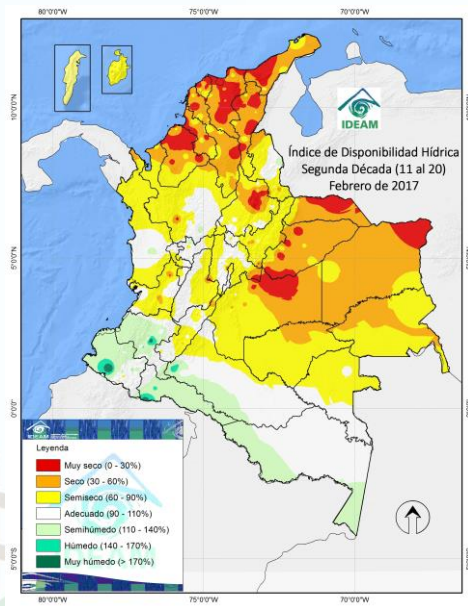 80°0'0"W 75°0'0"W 70°0'0"W
10°0'0"N
5°0'0"N
0°0'0"
5°0'0"S
IDEAM
Índice de Disponibilidad Hídrica
Segunda Década (11 al 20)
Febrero de 2017
IDEAM
Leyenda
Muy seco (0 - 30%)
Seco (30 - 60%)
Semiseco (60 - 90%)
Adecuado (90 - 110%)
Semihúmedo (110 - 140%)
Húmedo (140 - 170%)
Muy húmedo (> 170%)
80°0'0"W 75°0'0"W 70°0'0"W